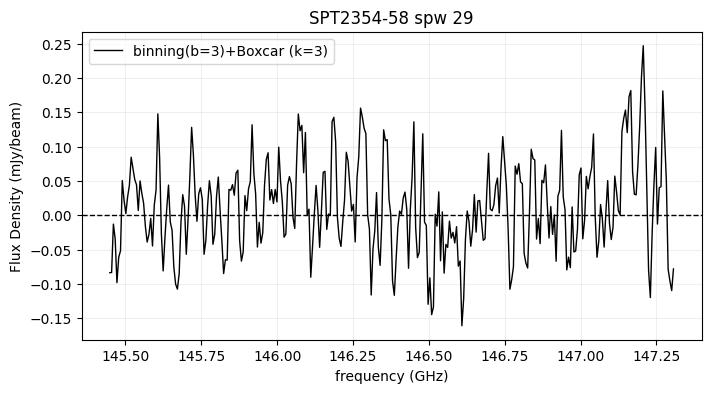 SPT2354-58 spw 29
binning(b=3)+Boxcar (k=3)
Flux Density (mJy/beam)
0.25
0.20
0.15
0.10
0.05
0.00
−0.05
−0.10
−0.15
145.50 145.75 146.00 146.25 146.50 146.75 147.00 147.25
frequency (GHz)